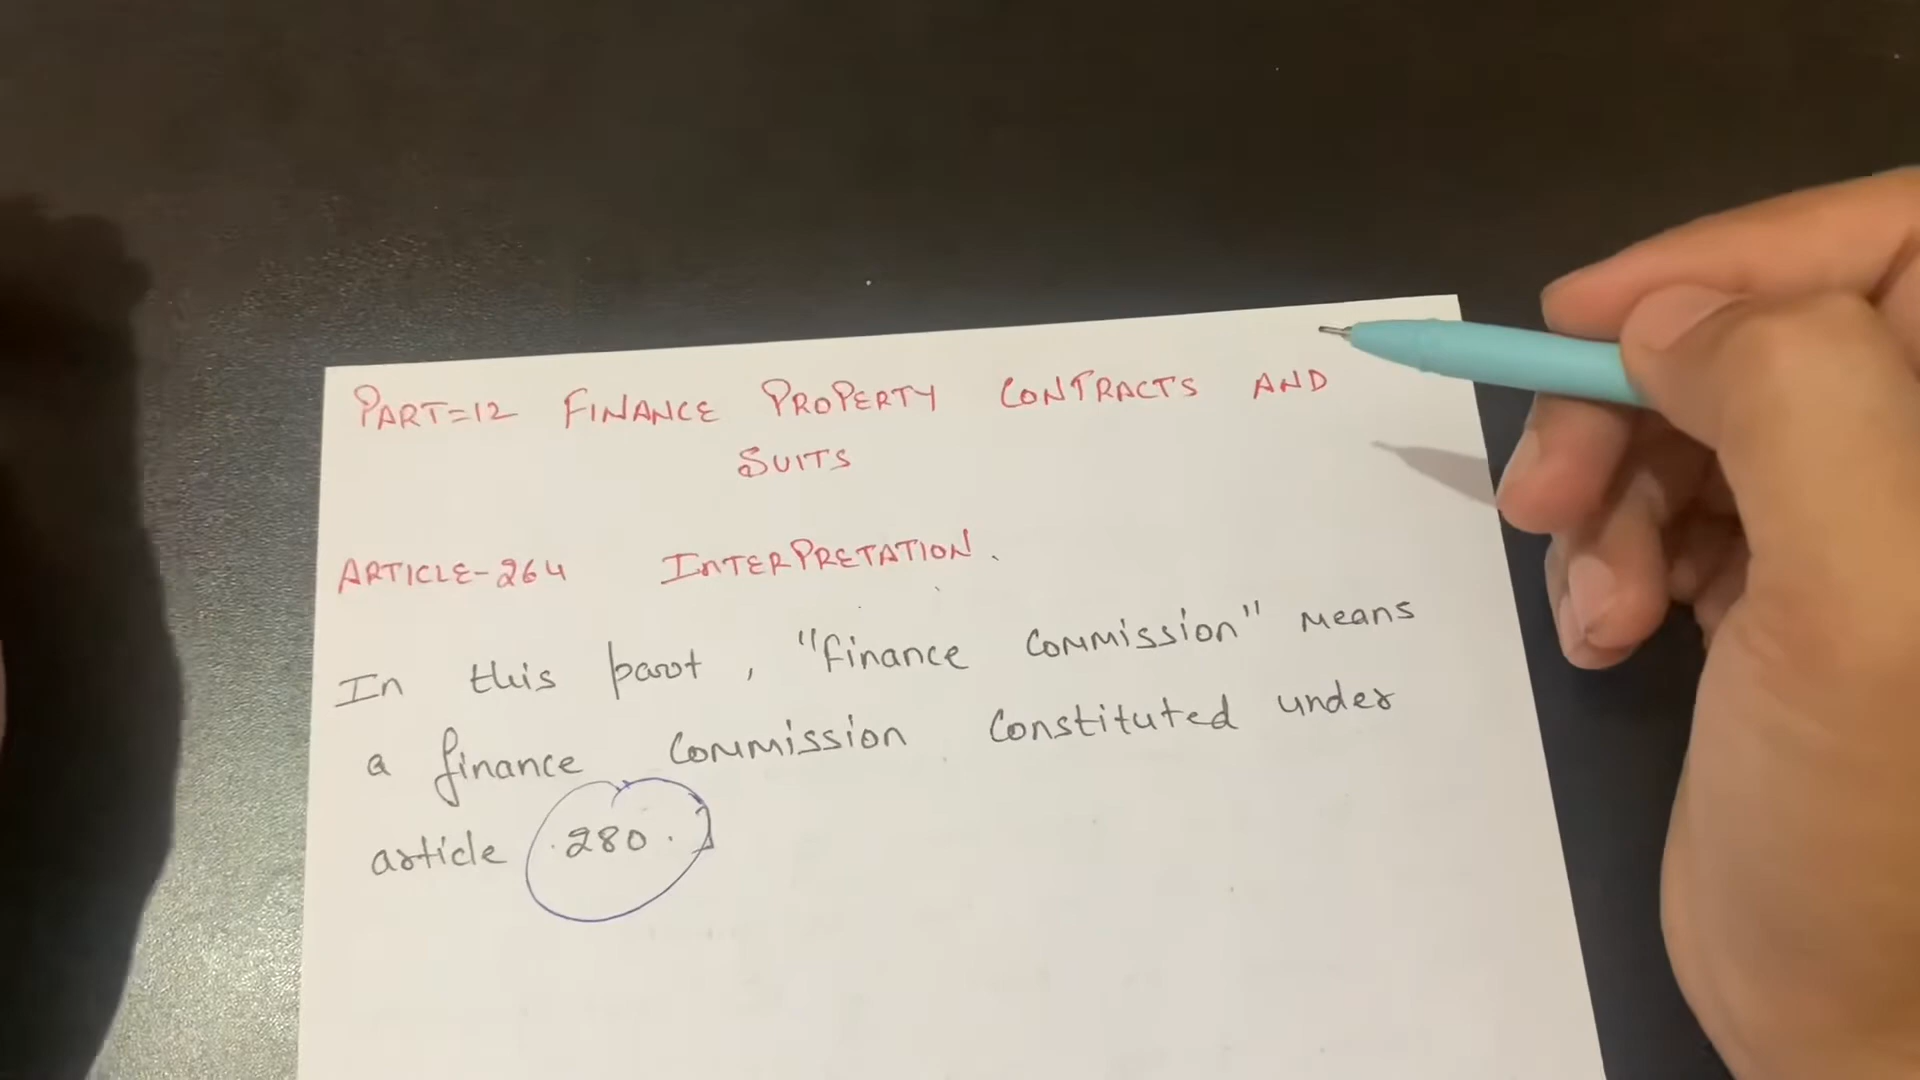 PART=12 FINANCE PROPERTY CONTRACTS AND
SUITS
ARTICLE-264 INTERPRETATION.
In this part, "finance commission" means
a finance commission constituted under
article 280.